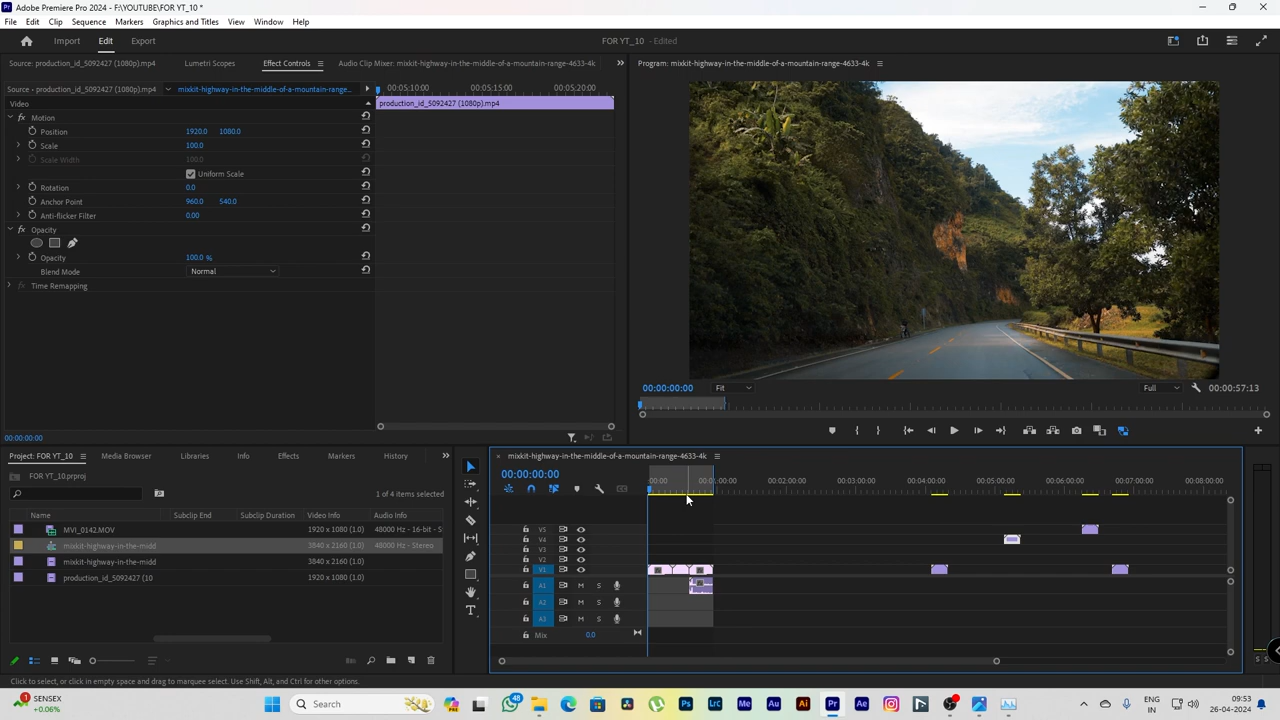 Adobe Premiere Pro 2024 - F:\YOUTUBE\FOR YT_10 *
File Edit Clip Sequence Markers Graphics and Titles View Window Help
Import Edit Export
FOR YT_10 - Edited
Source: production_id_5092427 (1080p).mp4 Lumetri Scopes Effect Controls Audio Clip Mixer: mixkit-highway-in-the-middle-of-a-mountain-range-4633-4k
Program: mixkit-highway-in-the-middle-of-a-mountain-range-4633-4k
Source - production_id_5092427 (1080p).mp4 mixkit-highway-in-the-middle-of-a-mountain-range...
00:05:10:00 00:05:15:00 00:05:20:00
Video
production_id_5092427 (1080p).mp4
fx Motion
Position 1920.0 1080.0
Scale 100.0
Scale Width 100.0
Uniform Scale
Rotation 0.0
Anchor Point 960.0 540.0
Anti-flicker Filter 0.00
fx Opacity
Opacity 100.0 %
Blend Mode Normal
fx Time Remapping
00:00:00:00
00:00:00:00 Fit Full 00:00:57:13
Project: FOR YT_10 Media Browser Libraries Info Effects Markers History
FOR YT_10.prproj
1 of 4 items selected
Name Subclip End Subclip Duration Video Info Audio Info
MVI_0142.MOV 1920 x 1080 (1.0) 48000 Hz - 16-bit - S
mixkit-highway-in-the-midd 3840 x 2160 (1.0) 48000 Hz - Stereo
mixkit-highway-in-the-midd 3840 x 2160 (1.0)
production_id_5092427 (10 1920 x 1080 (1.0)
mixkit-highway-in-the-middle-of-a-mountain-range-4633-4k
00:00:00:00
:00:00 00:01:00:00 00:02:00:00 00:03:00:00 00:04:00:00 00:05:00:00 00:06:00:00 00:07:00:00 00:08:00:00
V5
V4
V3
V2
V1
A1 M S
A2 M S
A3 M S
Mix 0.0
Click to select, or click in empty space and drag to marquee select. Use Shift, Alt, and Ctrl for other options.
SENSEX
+0.06%
Search
48
ENG
IN
09:53
26-04-2024